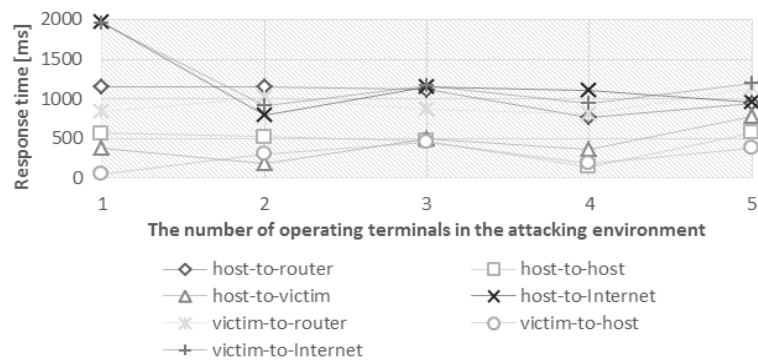 2000
1500
1000
500
0
Response time [ms]
1 2 3 4 5
The number of operating terminals in the attacking environment
host-to-router host-to-host
host-to-victim host-to-Internet
victim-to-router victim-to-host
victim-to-Internet